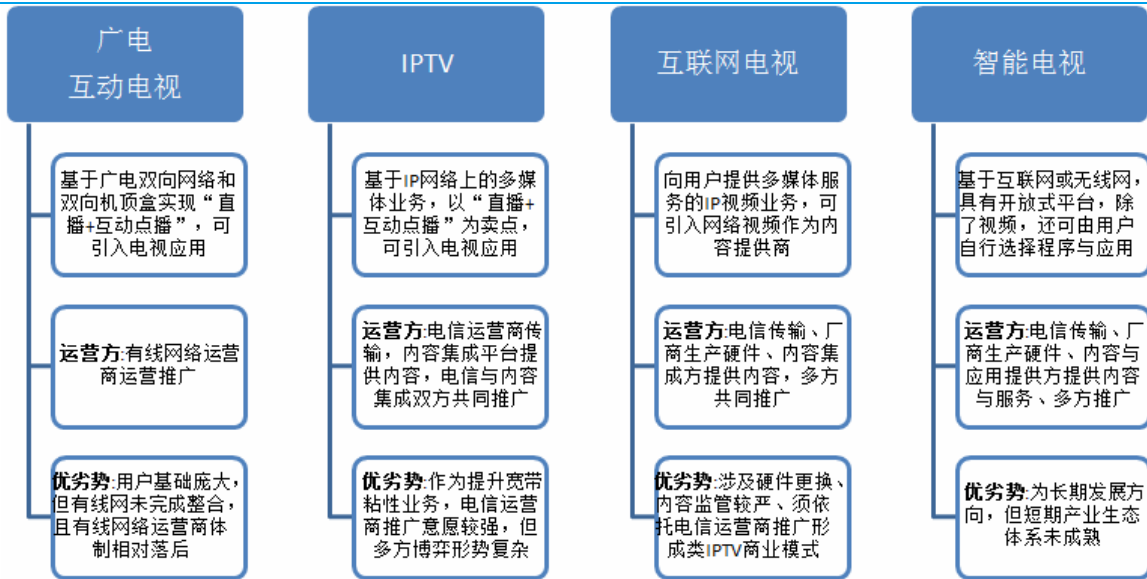 广电
互动电视
基于广电双向网络和
双向机顶盒实现“直
播+互动点播”，可
引入电视应用
运营方:有线网络运营
商运营推广
优劣势:用户基础庞大，
但有线网未完成整合，
且有线网络运营商体
制相对落后
IPTV
基于IP网络上的多媒
体业务，以“直播+
互动点播”为卖点，
可引入电视应用
运营方:电信运营商传
输，内容集成平台提
供内容，电信与内容
集成双方共同推广
优劣势:作为提升宽带
粘性业务，电信运营
商推广意愿较强，但
多方博弈形势复杂
互联网电视
向用户提供多媒体服
务的IP视频业务，可
引入网络视频作为内
容提供商
运营方:电信传输、厂
商生产硬件、内容集
成方提供内容，多方
共同推广
优劣势:涉及硬件更换、
内容监管较严、须依
托电信运营商推广形
成类IPTV商业模式
智能电视
基于互联网或无线网，
具有开放式平台，除
了视频，还可由用户
自行选择程序与应用
运营方:电信传输、厂
商生产硬件、内容与
应用提供方提供内容
与服务、多方推广
优劣势:为长期发展方
向，但短期产业生态
体系未成熟